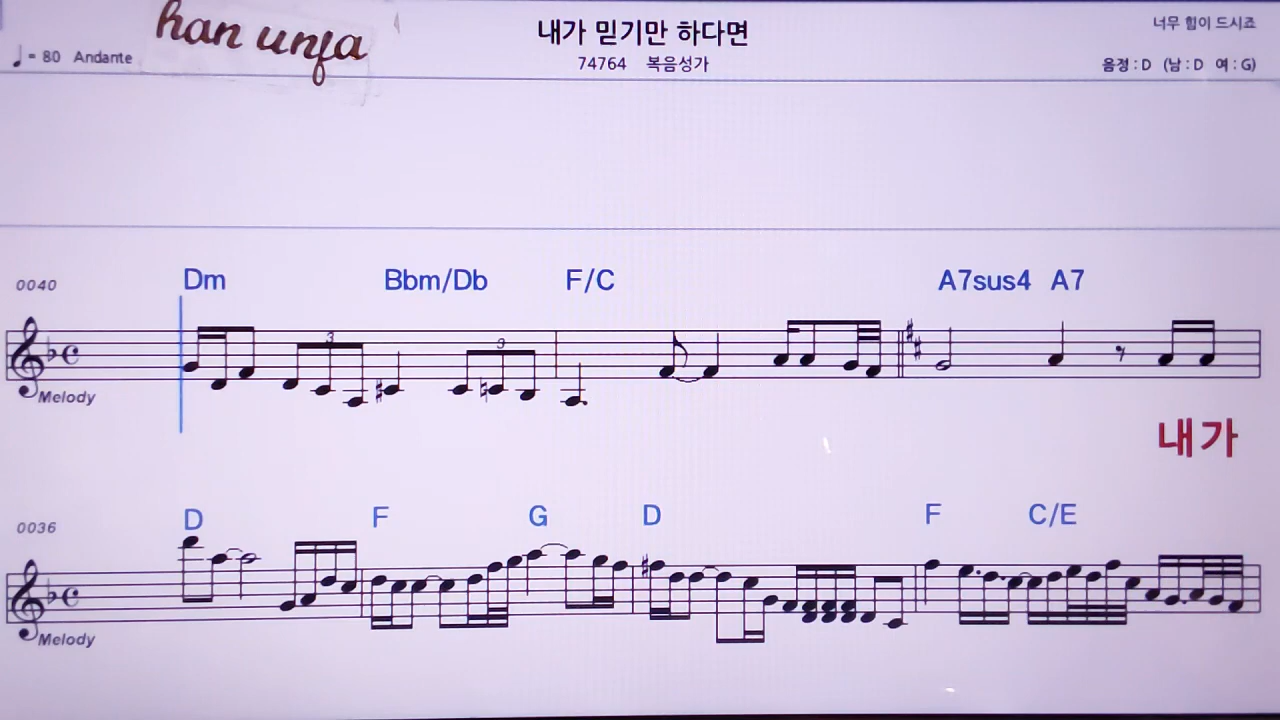 han unja
내가 믿기만 하다면
너무 힘이 드시죠
♩= 80 Andante
74764 복음성가
음정 : D (남 : D 여 : G)
0040 Dm Bbm/Db F/C A7sus4 A7
3 3
Melody
내가
0036 D F G D F C/E
Melody